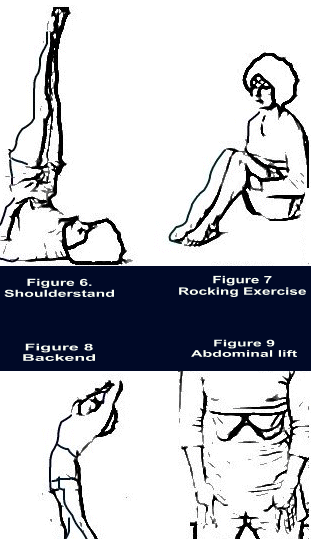 Figure 6.
Shoulderstand
Figure 7
Rocking Exercise
Figure 8
Backend
Figure 9
Abdominal lift